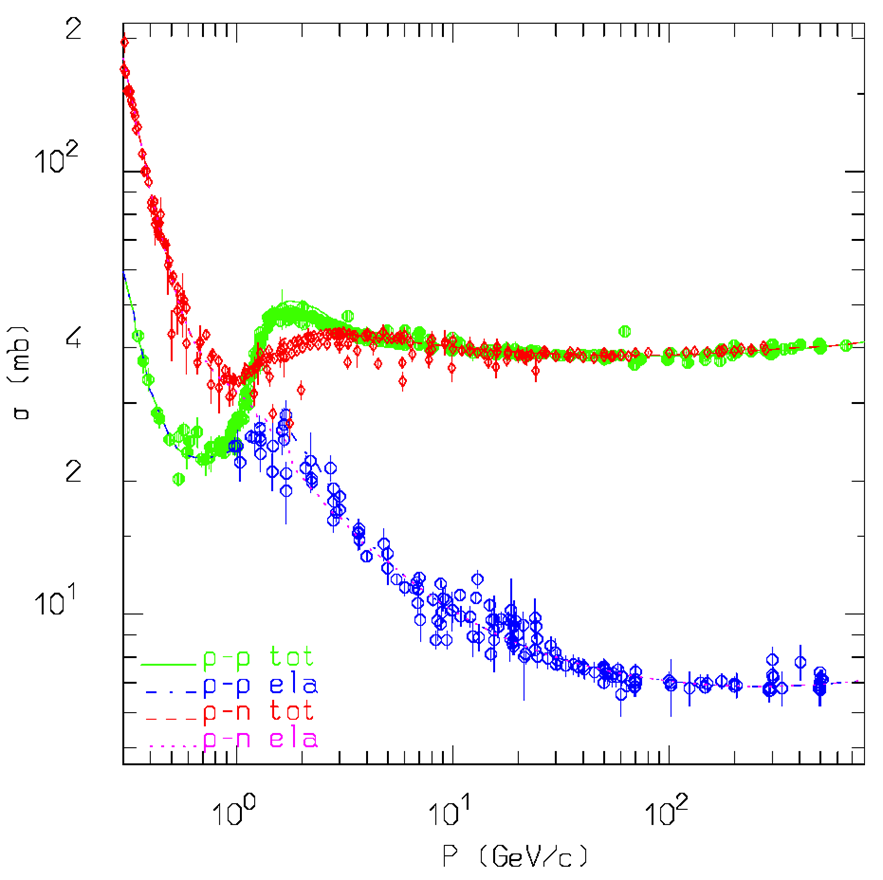 2
10²
4
2
10¹
σ (mb)
p-p tot
p-p ela
p-n tot
p-n ela
10⁰ 10¹ 10²
P (GeV/c)